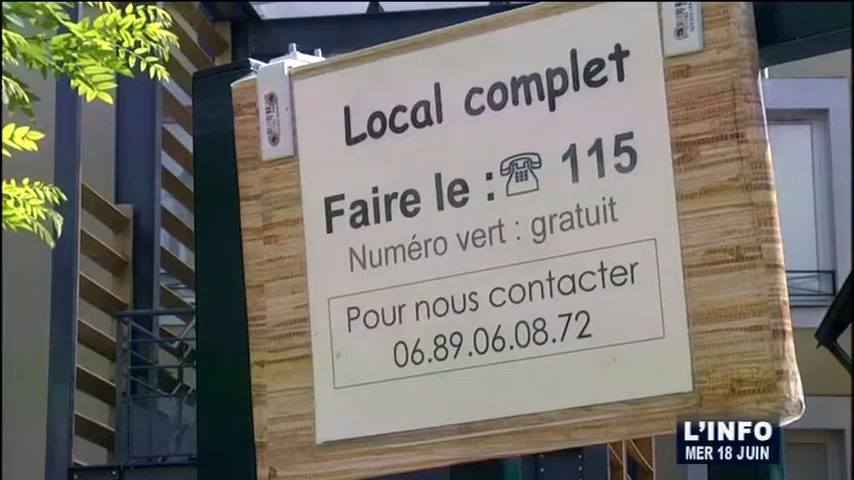 Local complet
Faire le : ☎ 115
Numéro vert : gratuit
Pour nous contacter
06.89.06.08.72
L'INFO
MER 18 JUIN